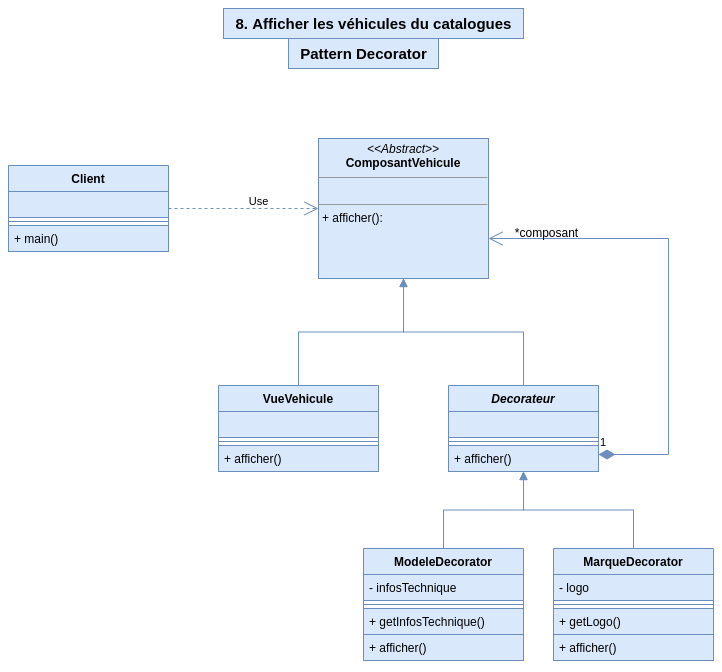 8. Afficher les véhicules du catalogues
Pattern Decorator
<<Abstract>>
ComposantVehicule
+ afficher():
Client
+ main()
Use
*composant
VueVehicule
+ afficher()
Decorateur
+ afficher()
1
ModeleDecorator
- infosTechnique
+ getInfosTechnique()
+ afficher()
MarqueDecorator
- logo
+ getLogo()
+ afficher()